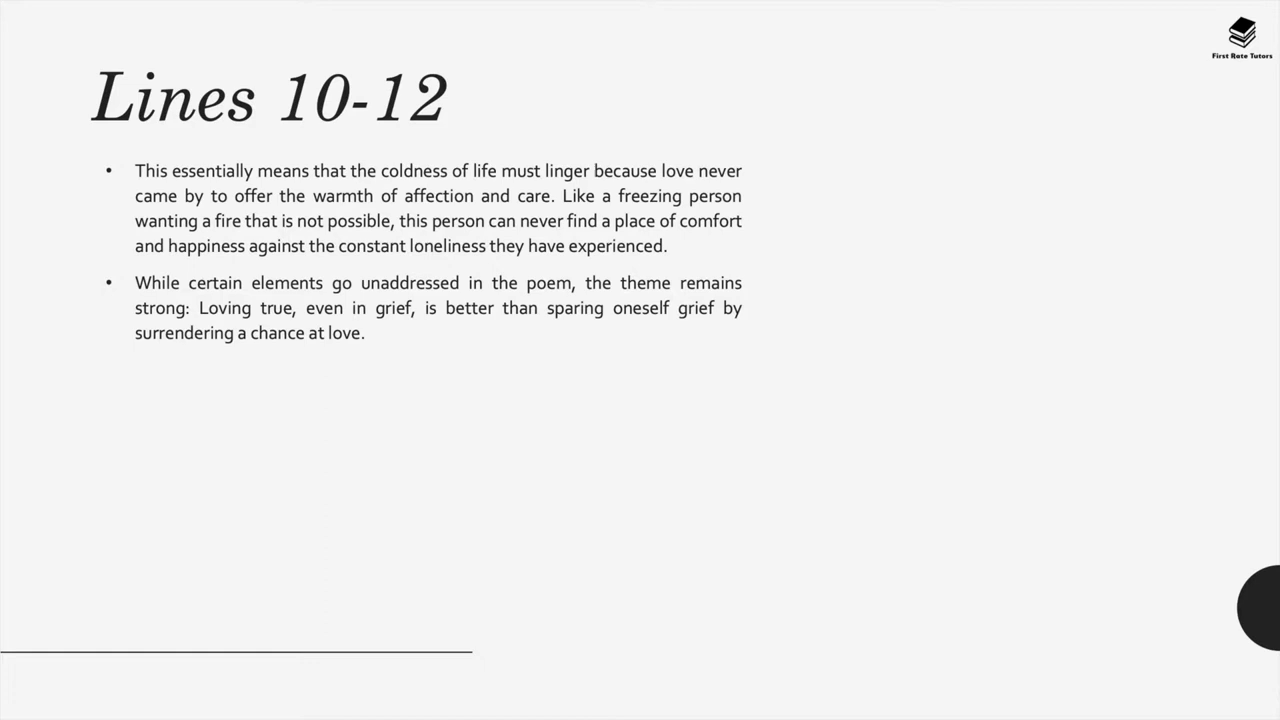 First Rate Tutors
Lines 10-12
• This essentially means that the coldness of life must linger because love never
came by to offer the warmth of affection and care. Like a freezing person
wanting a fire that is not possible, this person can never find a place of comfort
and happiness against the constant loneliness they have experienced.
• While certain elements go unaddressed in the poem, the theme remains
strong: Loving true, even in grief, is better than sparing oneself grief by
surrendering a chance at love.